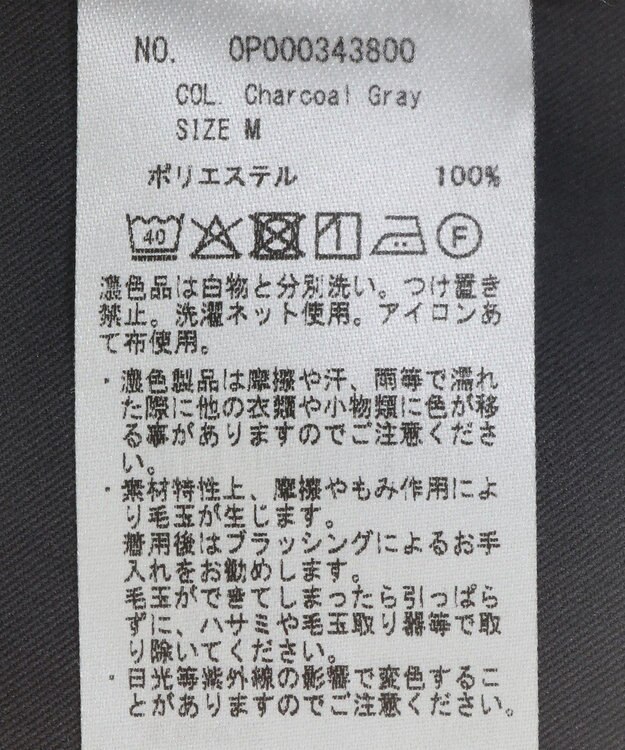 NO. 0P000343800
COL. Charcoal Gray
SIZE M
ポリエステル 100%
40 F
濃色品は白物と分別洗い。つけ置き
禁止。洗濯ネット使用。アイロンあ
て布使用。
・濃色製品は摩擦や汗、雨等で濡れ
た際に他の衣類や小物類に色が移
る事がありますのでご注意くださ
い。
・素材特性上、摩擦やもみ作用によ
り毛玉が生じます。
着用後はブラッシングによるお手
入れをお勧めします。
毛玉ができてしまったら引っぱら
ずに、ハサミや毛玉取り器等で取
り除いてください。
・日光等紫外線の影響で変色するこ
とがありますのでご注意ください。